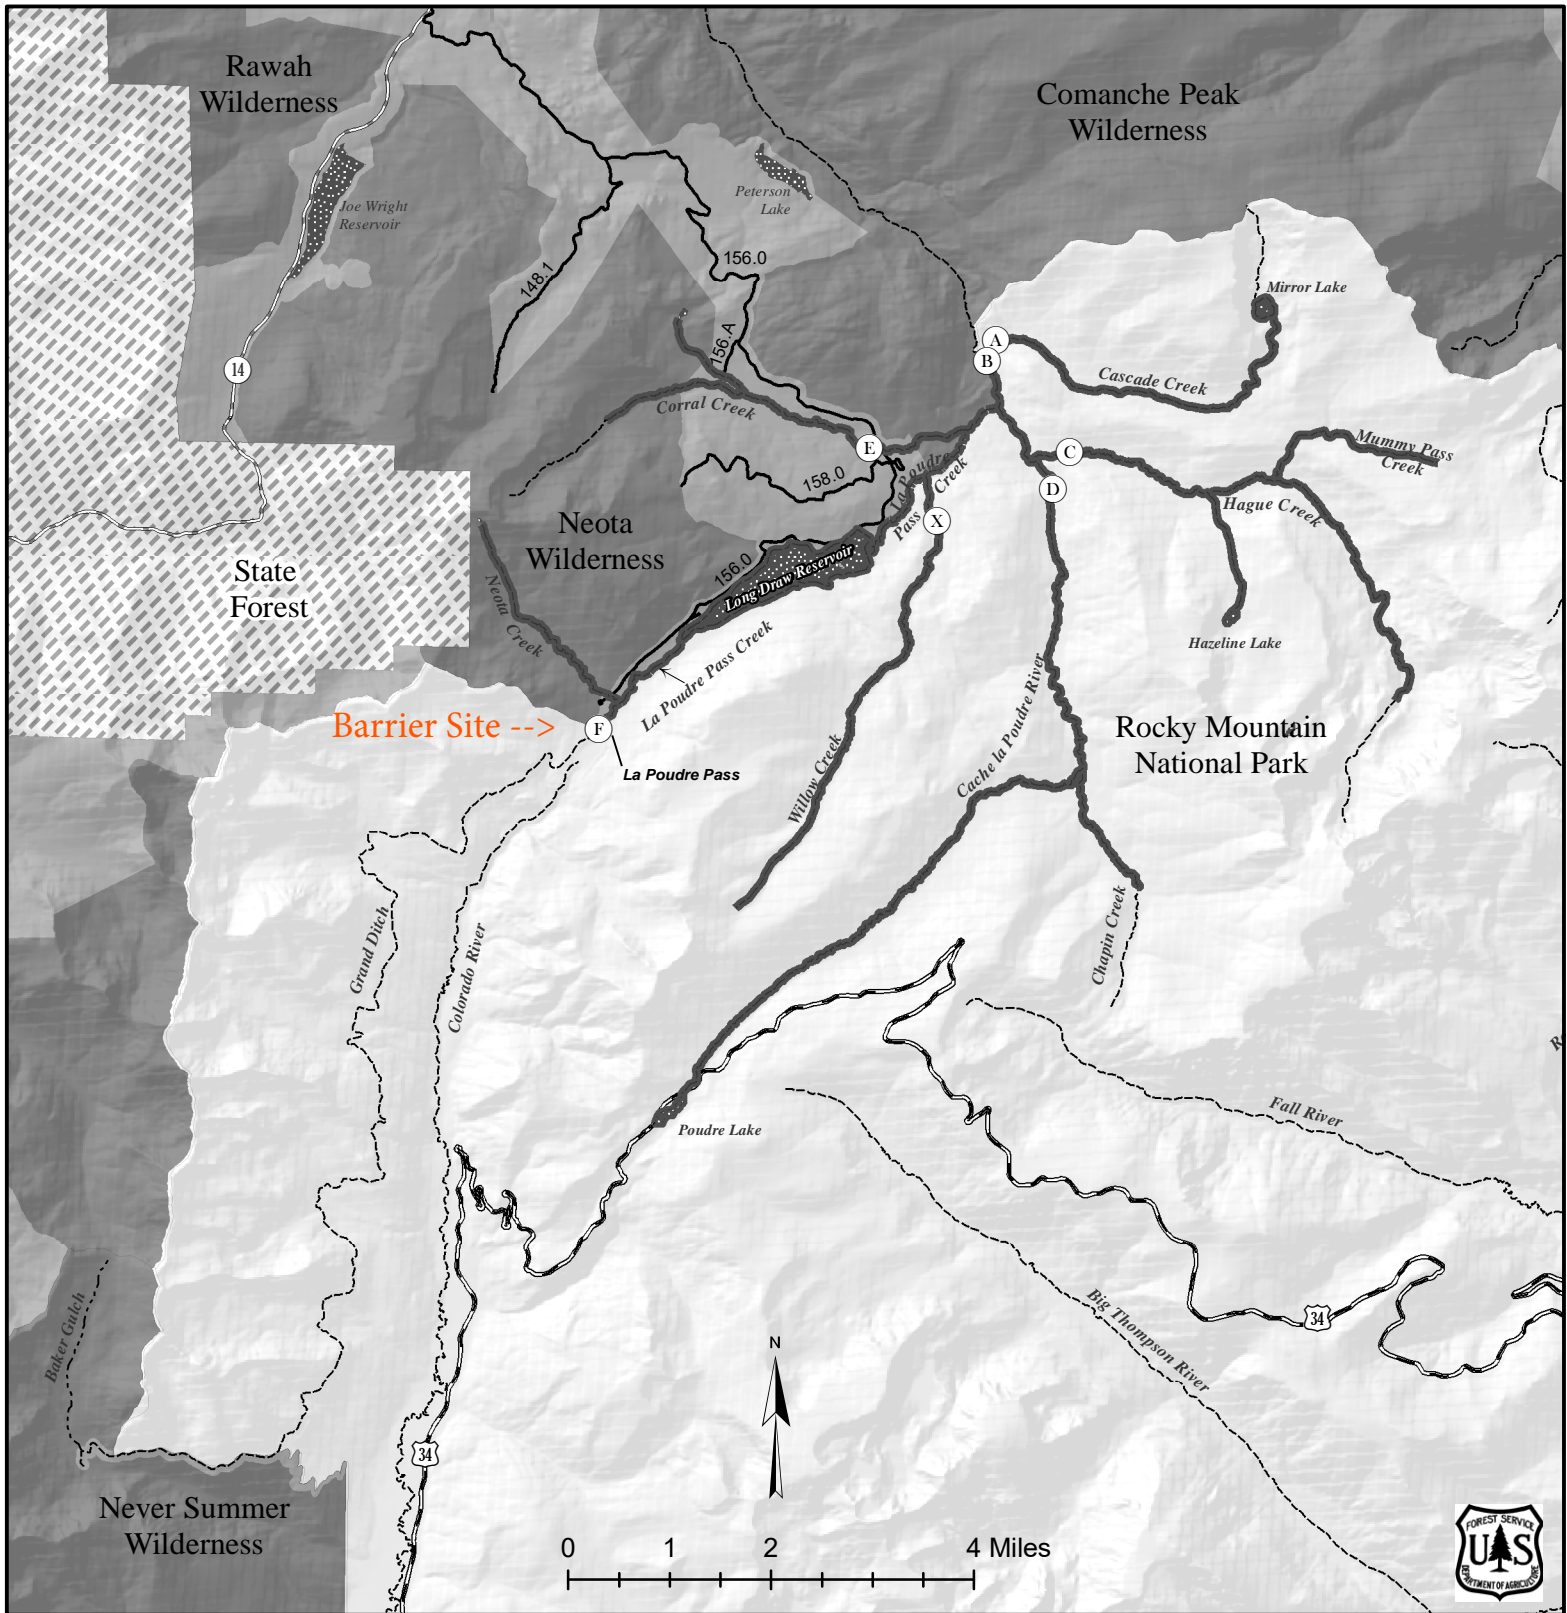 Rawah
Wilderness
Comanche Peak
Wilderness
Joe Wright
Reservoir
Peterson
Lake
148.1
156.0
156.A
Mirror Lake
A
B
14
Cascade Creek
Corral Creek
E
C
Mummy Pass
Creek
La Poudre
Pass Creek
158.0
D
X
Hague Creek
Neota
Wilderness
State
Forest
156.0
Long Draw Reservoir
Neota Creek
Hazeline Lake
La Poudre Pass Creek
Cache la Poudre River
Barrier Site -->
F
La Poudre Pass
Rocky Mountain
National Park
Willow Creek
Grand Ditch
Colorado River
Chapin Creek
Poudre Lake
Fall River
Big Thompson River
34
Baker Gulch
34
N
Never Summer
Wilderness
0 1 2 4 Miles
FOREST SERVICE
U S
DEPARTMENT OF AGRICULTURE